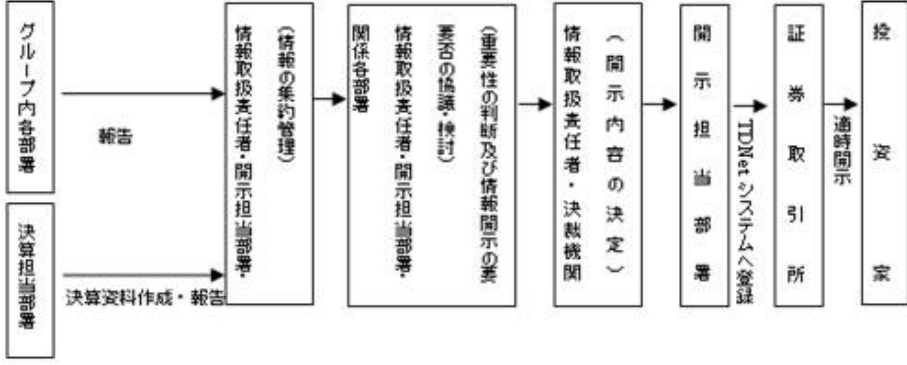 グループ内各部署
報告
決算担当部署
決算資料作成・報告
（情報の集約管理）
情報取扱責任者・開示担当部署・
（重要性の判断及び情報開示の要
要否の協議・検討）
情報取扱責任者・開示担当部署・
関係各部署
（開示内容の決定）
情報取扱責任者・決裁機関
開示担当部署
TDNetシステムへ登録
証券取引所
適時開示
投資家